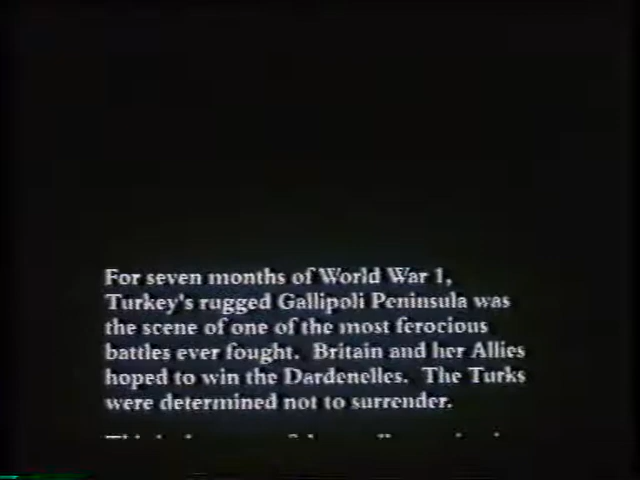 For seven months of World War 1,
Turkey's rugged Gallipoli Peninsula was
the scene of one of the most ferocious
battles ever fought. Britain and her Allies
hoped to win the Dardenelles. The Turks
were determined not to surrender.